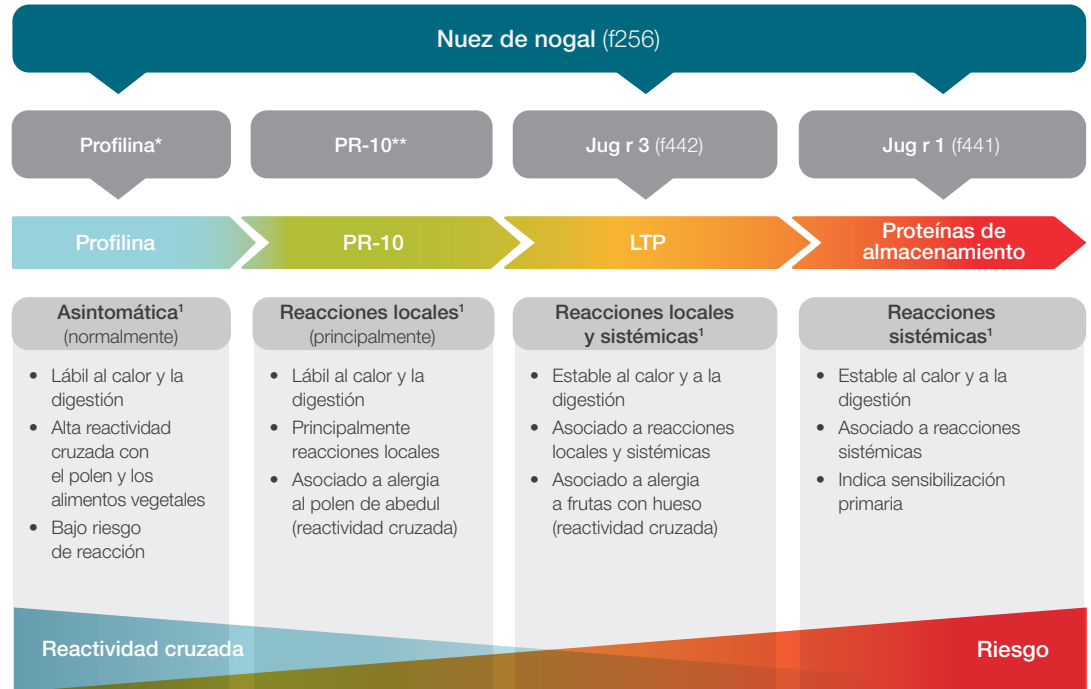 Nuez de nogal (f256)
Profilina*
PR-10**
Jug r 3 (f442)
Jug r 1 (f441)
Profilina
PR-10
LTP
Proteínas de
almacenamiento
Asintomática¹
(normalmente)
• Lábil al calor y la
digestión
• Alta reactividad
cruzada con
el polen y los
alimentos vegetales
• Bajo riesgo
de reacción
Reacciones locales¹
(principalmente)
• Lábil al calor y la
digestión
• Principalmente
reacciones locales
• Asociado a alergia
al polen de abedul
(reactividad cruzada)
Reacciones locales
y sistémicas¹
• Estable al calor y a la
digestión
• Asociado a reacciones
locales y sistémicas
• Asociado a alergia
a frutas con hueso
(reactividad cruzada)
Reacciones
sistémicas¹
• Estable al calor y a la
digestión
• Asociado a reacciones
sistémicas
• Indica sensibilización
primaria
Reactividad cruzada
Riesgo